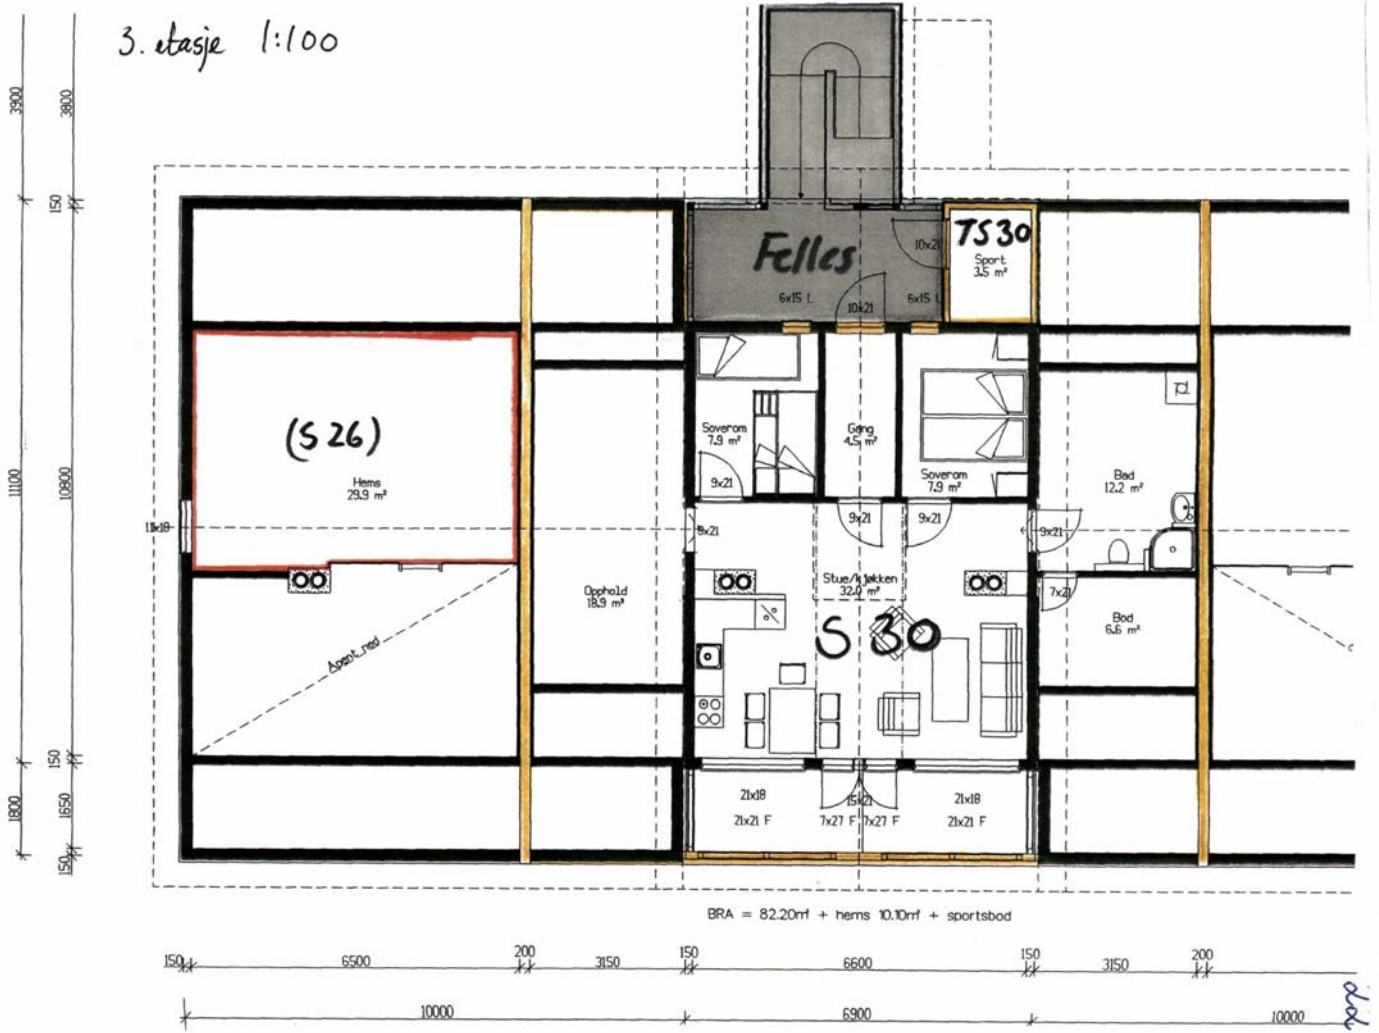 3. etasje 1:100
3900
3800
150
Felles
10x21
TS30
Sport
3.5 m²
6x15 L
10x21
6x15 L
(S 26)
Hems
29.9 m²
11100
10800
Soverom
7.9 m²
Gang
4.5 m²
Soverom
7.9 m²
Bad
12.2 m²
9x21
11x18
9x21
9x21
9x21
9x21
Opphold
18.9 m²
Stue/kjøkken
32.0 m²
7x21
Bod
6.6 m²
S 30
Åpent ned
150
1800
1650
150
21x18
15x21
21x18
21x21 F
7x27 F
7x27 F
21x21 F
BRA = 82.20m² + hems 10.10m² + sportsbod
150
6500
200
3150
150
6600
150
3150
200
10000
6900
10000